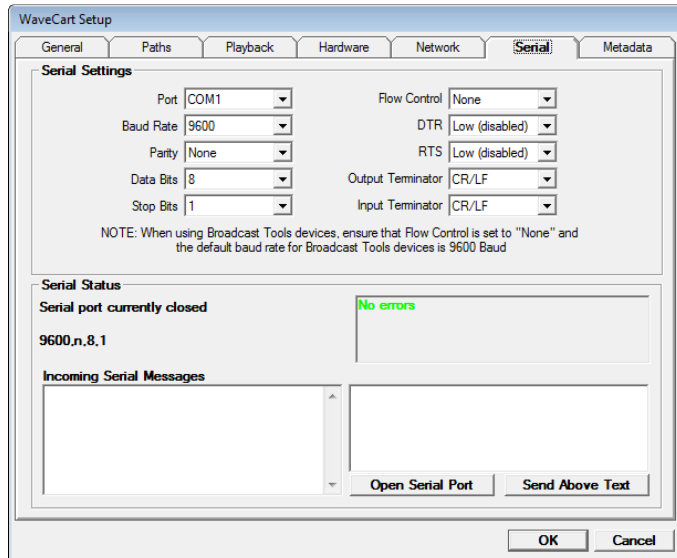 WaveCart Setup
General Paths Playback Hardware Network Serial Metadata
Serial Settings
Port COM1 Flow Control None
Baud Rate 9600 DTR Low (disabled)
Parity None RTS Low (disabled)
Data Bits 8 Output Terminator CR/LF
Stop Bits 1 Input Terminator CR/LF
NOTE: When using Broadcast Tools devices, ensure that Flow Control is set to "None" and
the default baud rate for Broadcast Tools devices is 9600 Baud
Serial Status
Serial port currently closed
No errors
9600,n,8,1
Incoming Serial Messages
Open Serial Port Send Above Text
OK Cancel